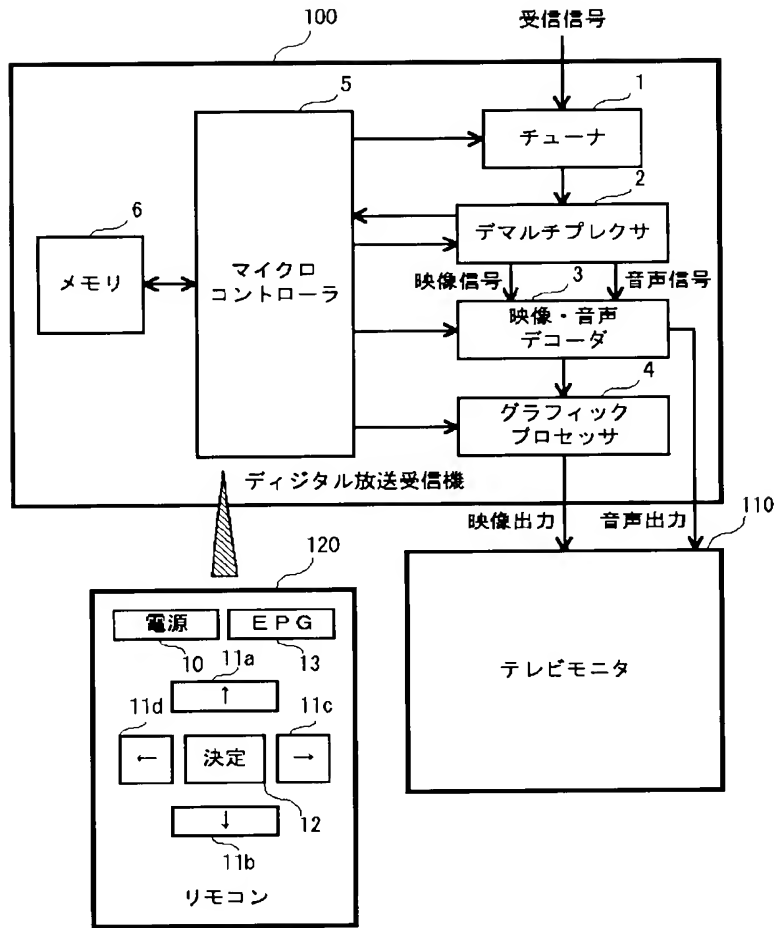 受信信号
100
5
1
チューナ
2
デマルチプレクサ
6
メモリ
マイクロ
コントローラ
映像信号
音声信号
3
映像・音声
デコーダ
4
グラフィック
プロセッサ
ディジタル放送受信機
映像出力
音声出力
110
120
電源
EPG
10
13
11a
↑
11d
11c
←
決定
→
テレビモニタ
12
↓
11b
リモコン